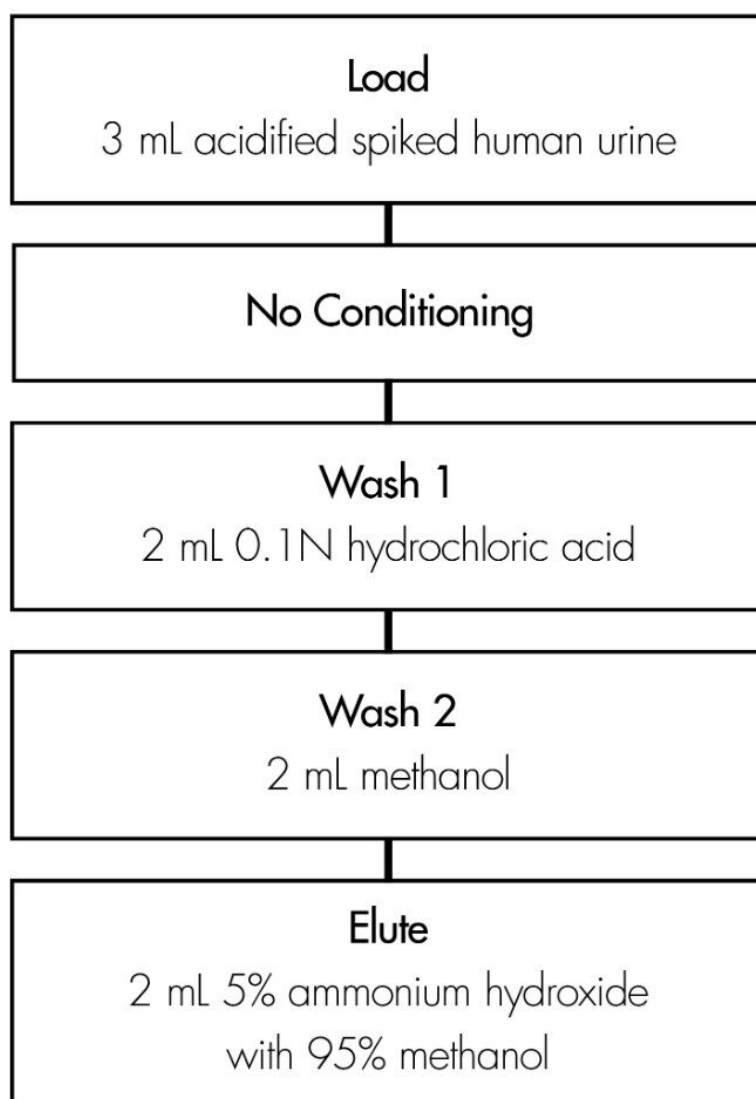 Load
3 mL acidified spiked human urine
No Conditioning
Wash 1
2 mL 0.1N hydrochloric acid
Wash 2
2 mL methanol
Elute
2 mL 5% ammonium hydroxide
with 95% methanol